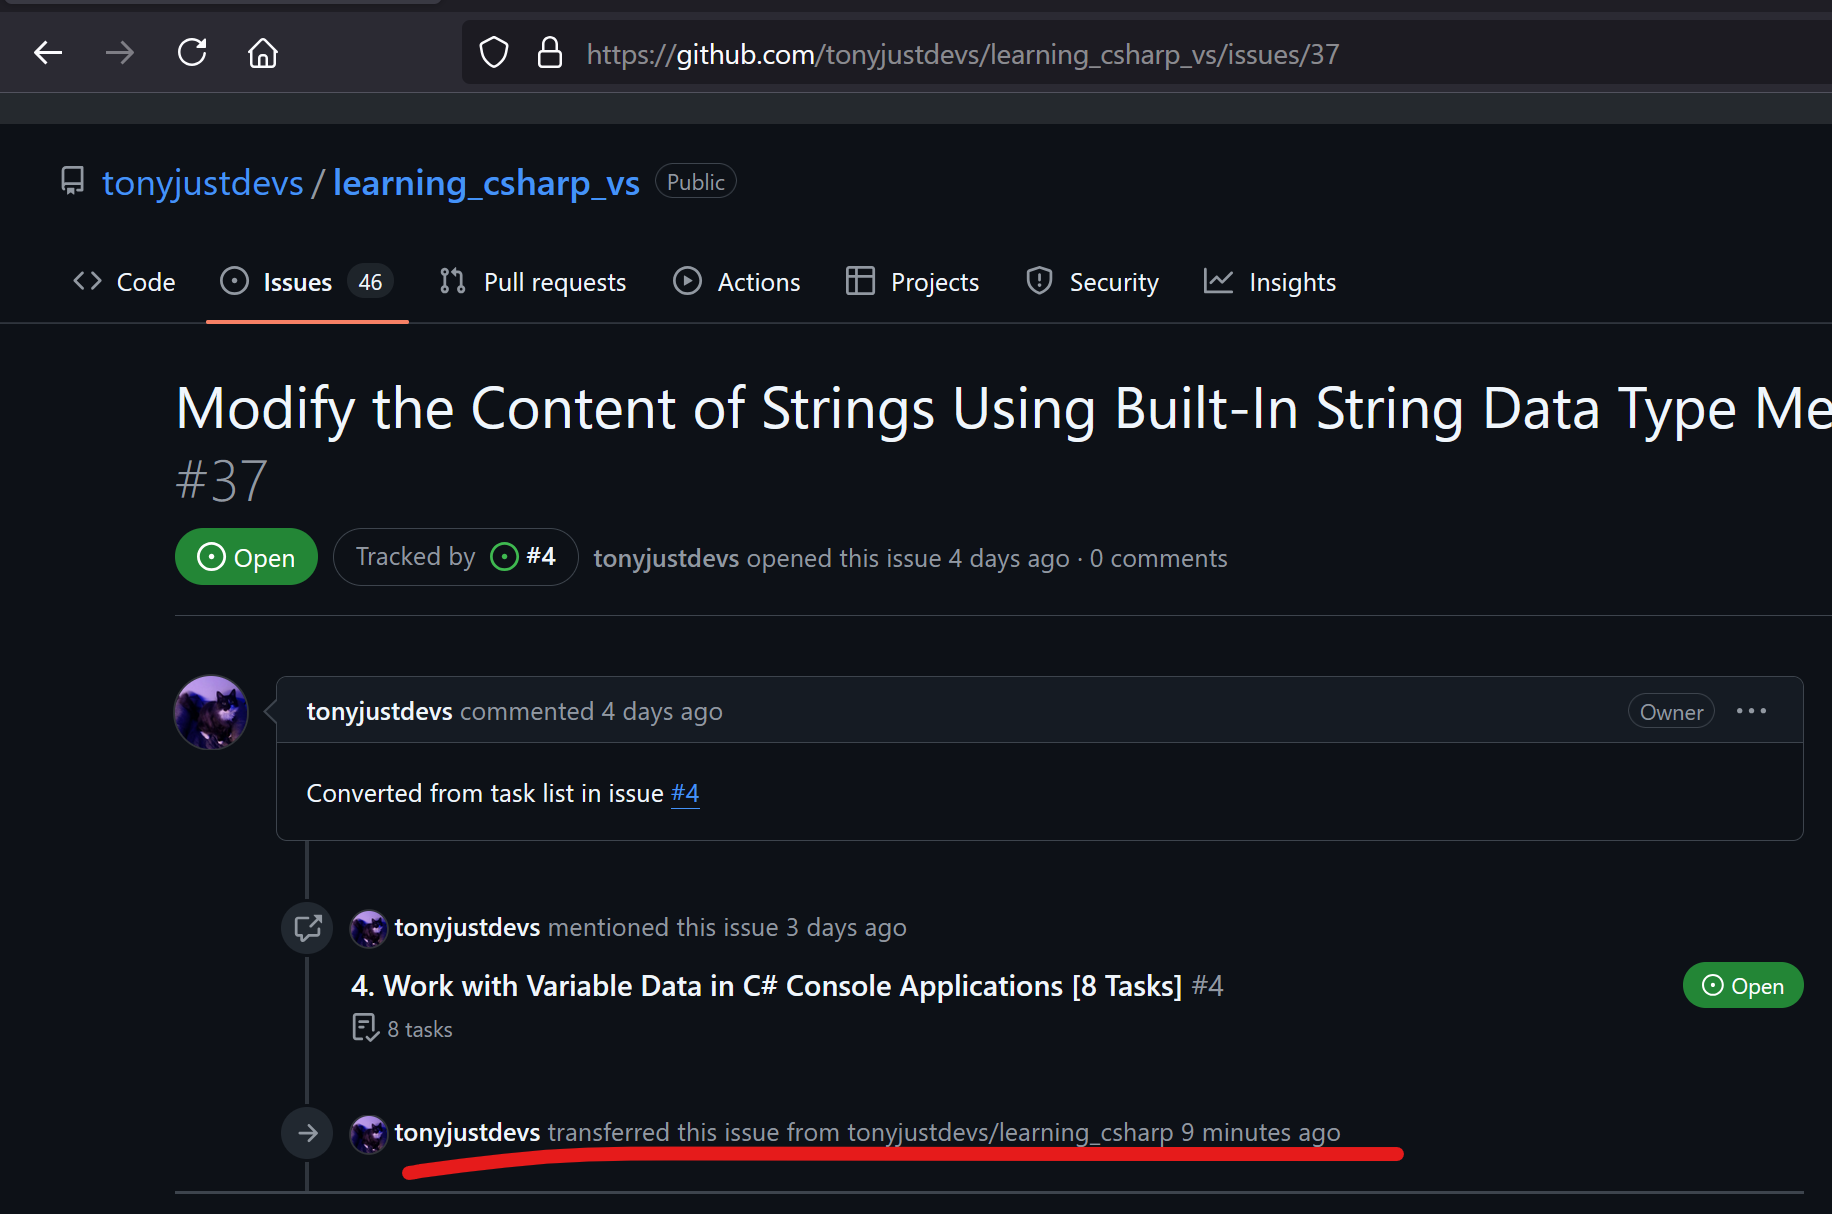 https://github.com/tonyjustdevs/learning_csharp_vs/issues/37
tonyjustdevs / learning_csharp_vs Public
Code Issues 46 Pull requests Actions Projects Security Insights
Modify the Content of Strings Using Built-In String Data Type Me
#37
Open Tracked by #4 tonyjustdevs opened this issue 4 days ago · 0 comments
tonyjustdevs commented 4 days ago Owner ...
Converted from task list in issue #4
tonyjustdevs mentioned this issue 3 days ago
4. Work with Variable Data in C# Console Applications [8 Tasks] #4 Open
8 tasks
tonyjustdevs transferred this issue from tonyjustdevs/learning_csharp 9 minutes ago